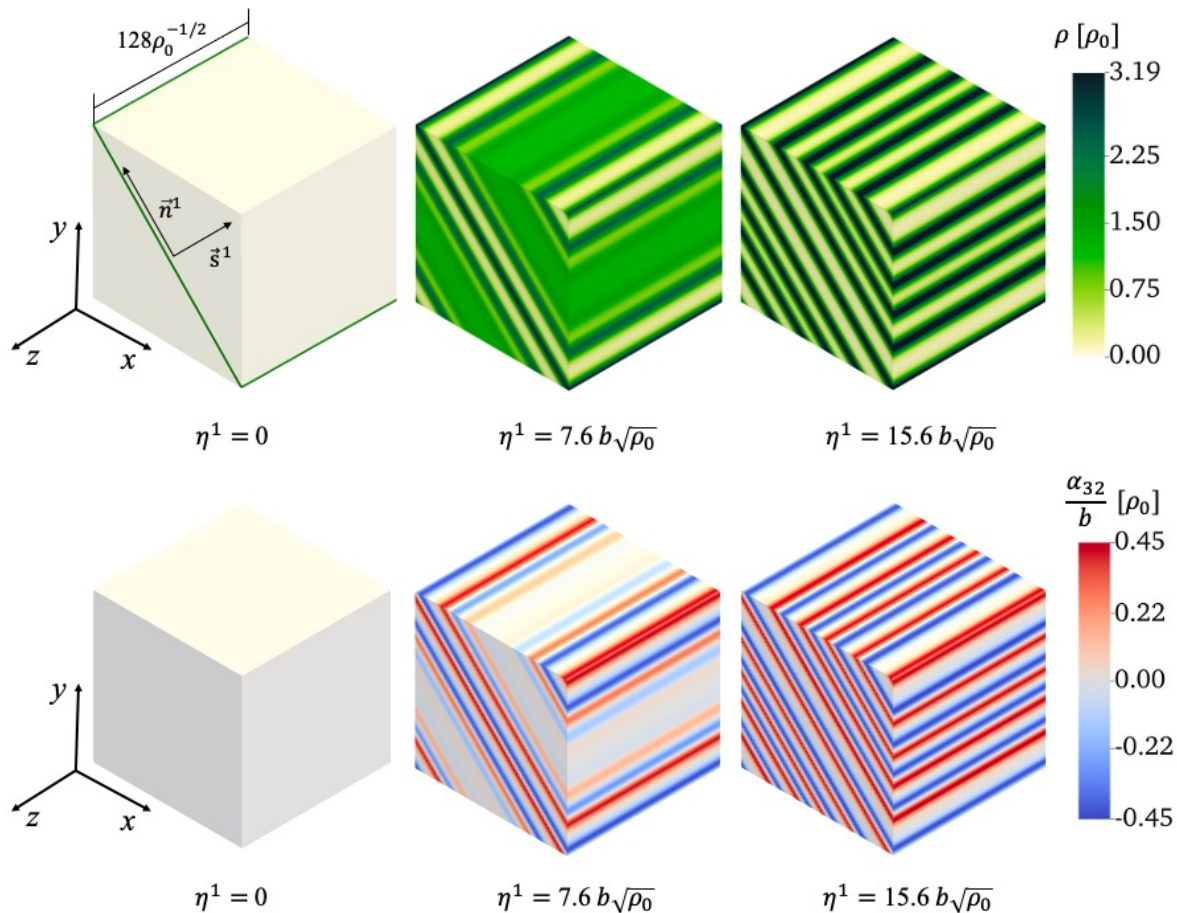 128ρ₀⁻¹/²
ρ [ρ₀]
3.19
2.25
1.50
0.75
0.00
n⃗¹
s⃗¹
y
z
x
η¹ = 0
η¹ = 7.6 b√ρ₀
η¹ = 15.6 b√ρ₀
α₃₂/b [ρ₀]
0.45
0.22
0.00
-0.22
-0.45
y
z
x
η¹ = 0
η¹ = 7.6 b√ρ₀
η¹ = 15.6 b√ρ₀